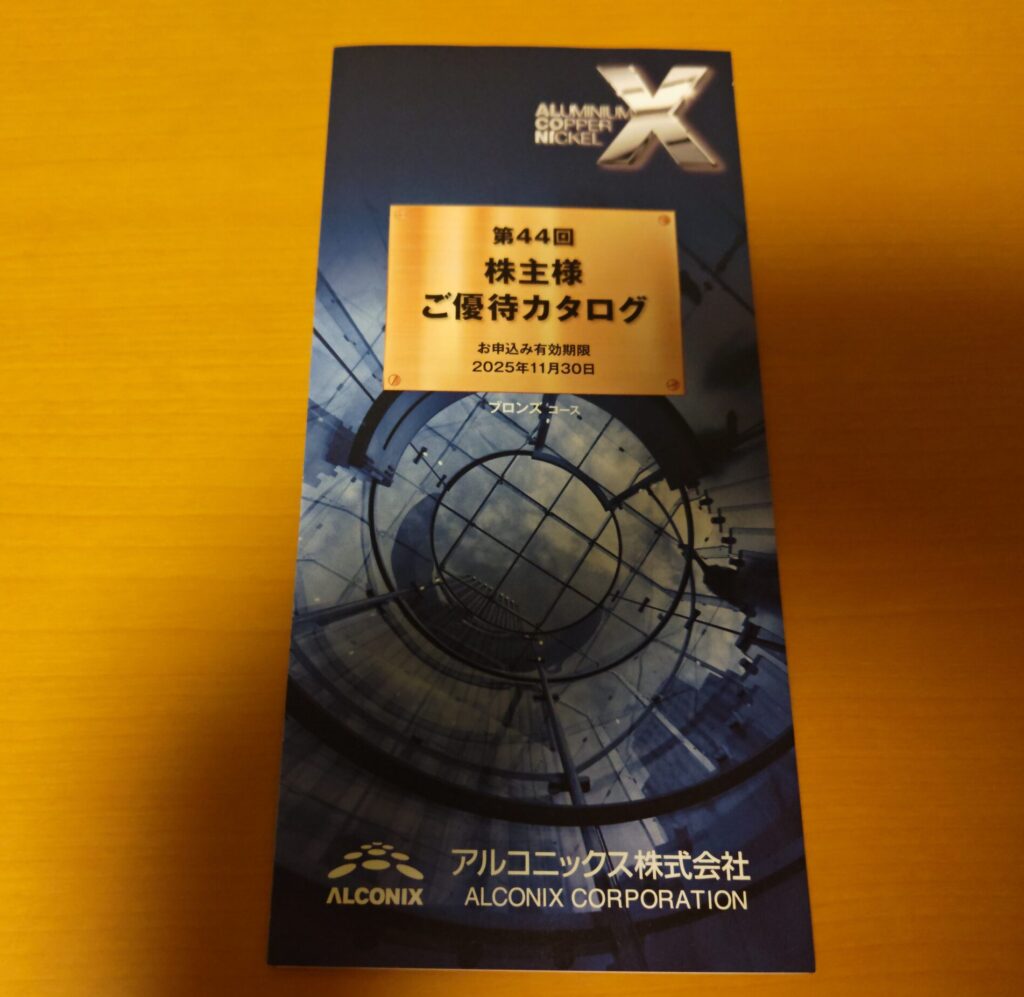 ALUMINIUM
COPPER
NICKEL
X
第44回
株主様
ご優待カタログ
お申込み有効期限
2025年11月30日
ブロンズ コース
ALCONIX
アルコニックス株式会社
ALCONIX CORPORATION